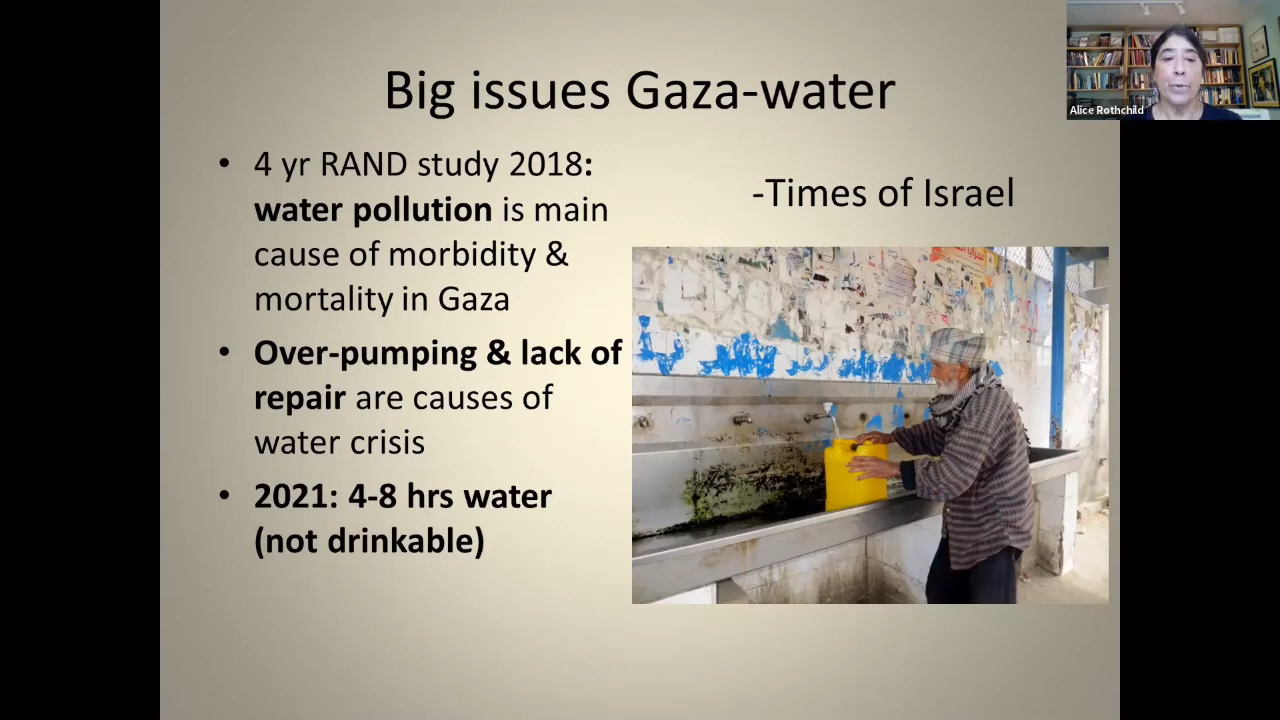 Big issues Gaza-water
Alice Rothchild
• 4 yr RAND study 2018:
water pollution is main
cause of morbidity &
mortality in Gaza
• Over-pumping & lack of
repair are causes of
water crisis
• 2021: 4-8 hrs water
(not drinkable)
-Times of Israel